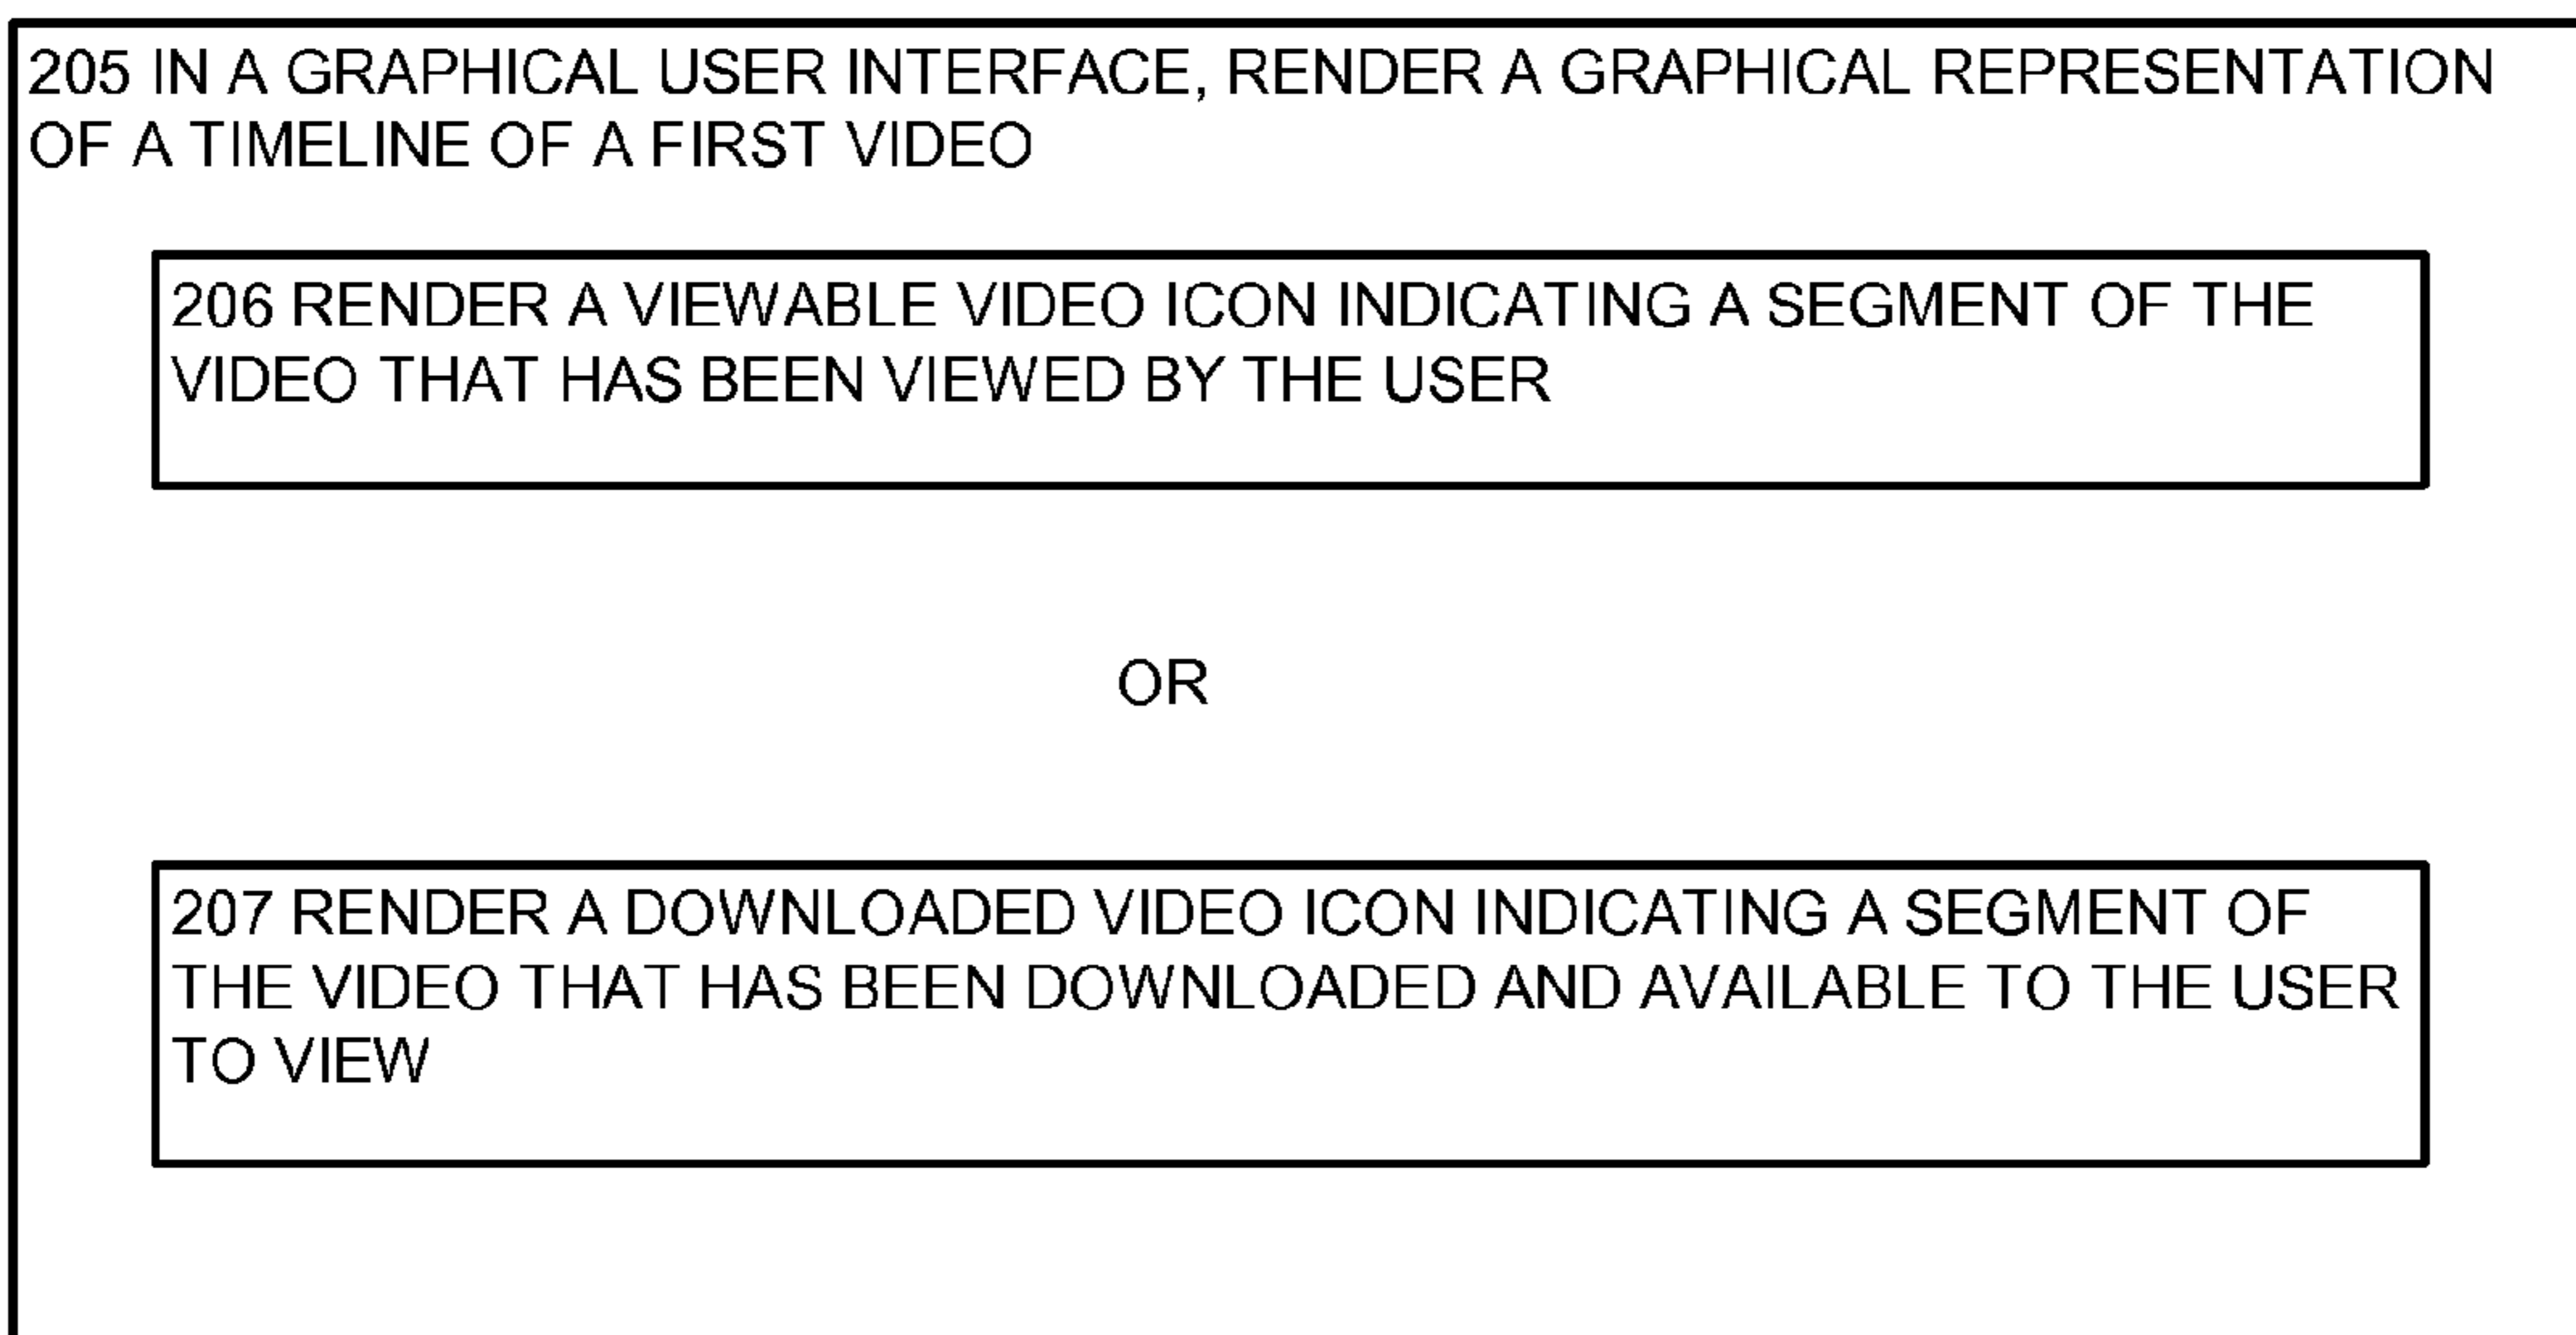 205 IN A GRAPHICAL USER INTERFACE, RENDER A GRAPHICAL REPRESENTATION
OF A TIMELINE OF A FIRST VIDEO
206 RENDER A VIEWABLE VIDEO ICON INDICATING A SEGMENT OF THE
VIDEO THAT HAS BEEN VIEWED BY THE USER
OR
207 RENDER A DOWNLOADED VIDEO ICON INDICATING A SEGMENT OF
THE VIDEO THAT HAS BEEN DOWNLOADED AND AVAILABLE TO THE USER
TO VIEW